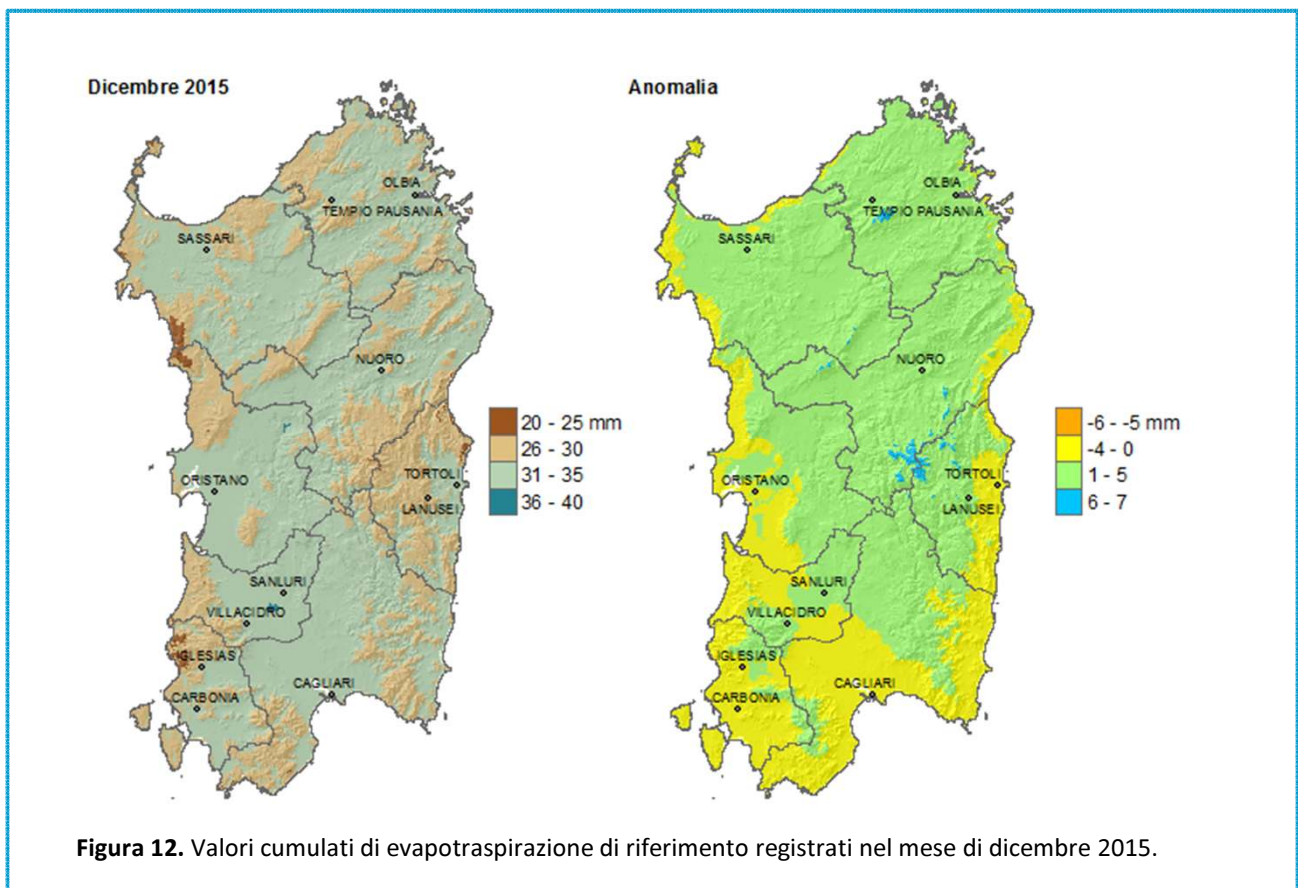 Dicembre 2015
OLBIA
TEMPIO PAUSANIA
SASSARI
NUORO
ORISTANO
TORTOLI
LANUSEI
SANLURI
VILLACIDRO
IGLESIAS
CARBONIA
CAGLIARI
20 - 25 mm
26 - 30
31 - 35
36 - 40
Anomalia
OLBIA
TEMPIO PAUSANIA
SASSARI
NUORO
ORISTANO
TORTOLI
LANUSEI
SANLURI
VILLACIDRO
IGLESIAS
CARBONIA
CAGLIARI
-6 - -5 mm
-4 - 0
1 - 5
6 - 7
Figura 12. Valori cumulati di evapotraspirazione di riferimento registrati nel mese di dicembre 2015.